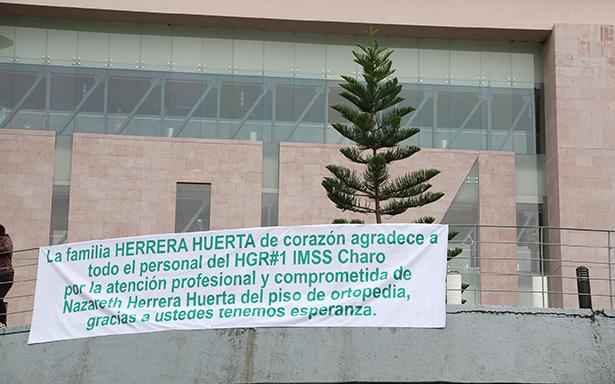 La familia HERRERA HUERTA de corazón agradece a
todo el personal del HGR#1 IMSS Charo
por la atención profesional y comprometida de
Nazareth Herrera Huerta del piso de ortopedia,
gracias a ustedes tenemos esperanza.